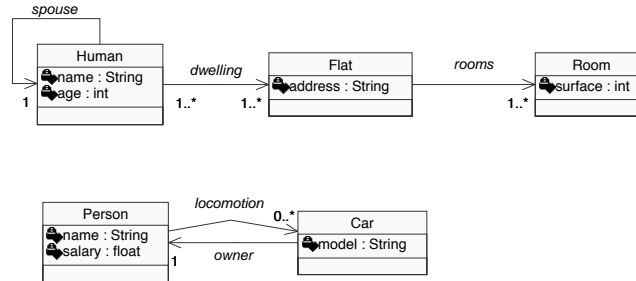 spouse
Human
name : String
age : int
1
dwelling
1..*
1..*
Flat
address : String
rooms
1..*
Room
surface : int
Person
name : String
salary : float
1
locomotion
0..*
owner
Car
model : String